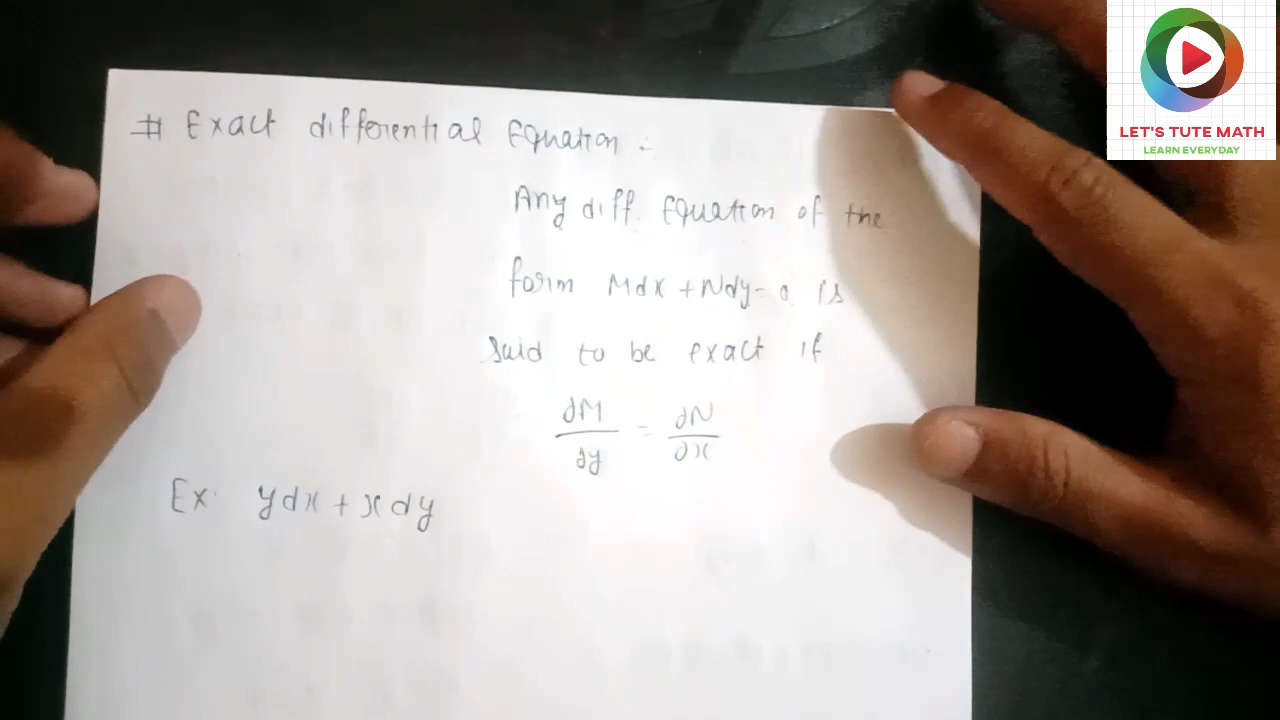 # Exact differential Equation :-
Any diff. Equation of the
form Mdx + Ndy = 0 is
said to be exact if
∂M/∂y = ∂N/∂x
Ex. ydx + xdy
LET'S TUTE MATH
LEARN EVERYDAY